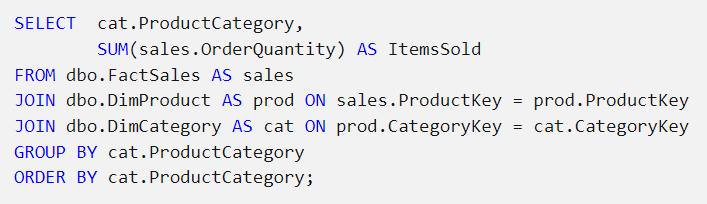 SELECT  cat.ProductCategory,
        SUM(sales.OrderQuantity) AS ItemsSold
FROM dbo.FactSales AS sales
JOIN dbo.DimProduct AS prod ON sales.ProductKey = prod.ProductKey
JOIN dbo.DimCategory AS cat ON prod.CategoryKey = cat.CategoryKey
GROUP BY cat.ProductCategory
ORDER BY cat.ProductCategory;